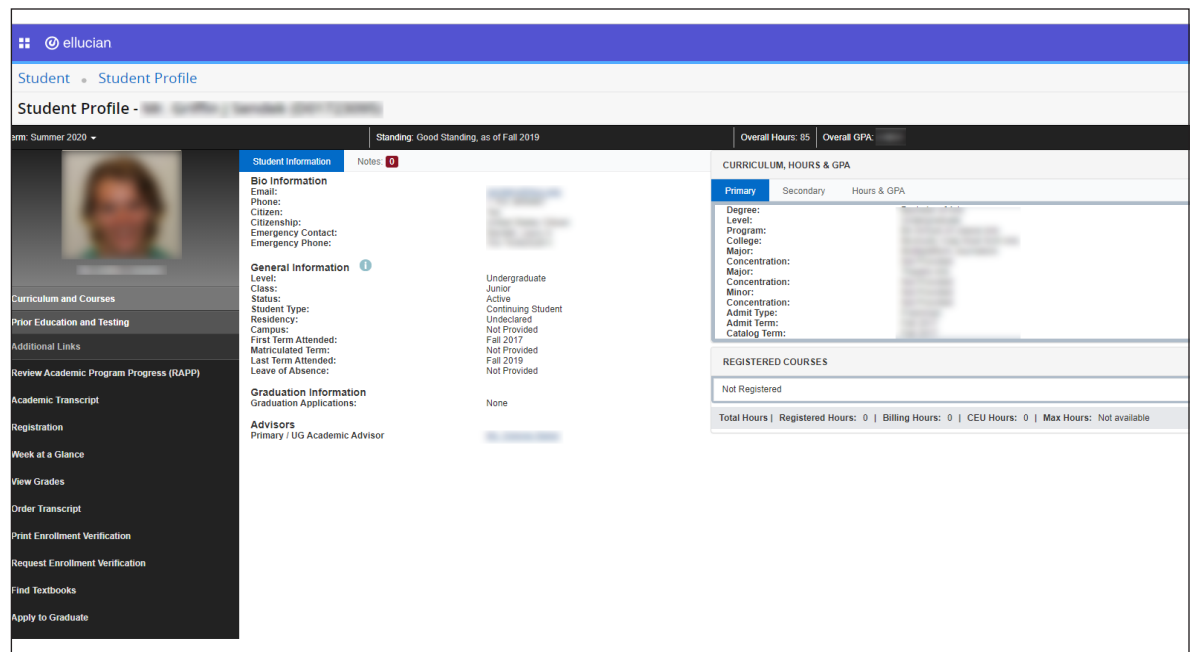 ellucian
Student • Student Profile
Student Profile -
erm: Summer 2020
Standing: Good Standing, as of Fall 2019
Overall Hours: 85
Overall GPA:
Curriculum and Courses
Prior Education and Testing
Additional Links
Review Academic Program Progress (RAPP)
Academic Transcript
Registration
Week at a Glance
View Grades
Order Transcript
Print Enrollment Verification
Request Enrollment Verification
Find Textbooks
Apply to Graduate
Student Information
Notes: 0
Bio Information
Email:
Phone:
Citizen:
Citizenship:
Emergency Contact:
Emergency Phone:
General Information
Level: Undergraduate
Class: Junior
Status: Active
Student Type: Continuing Student
Residency: Undeclared
Campus: Not Provided
First Term Attended: Fall 2017
Matriculated Term: Not Provided
Last Term Attended: Fall 2019
Leave of Absence: Not Provided
Graduation Information
Graduation Applications: None
Advisors
Primary / UG Academic Advisor
CURRICULUM, HOURS & GPA
Primary
Secondary
Hours & GPA
Degree:
Level:
Program:
College:
Major:
Concentration:
Major:
Concentration:
Minor:
Concentration:
Admit Type:
Admit Term:
Catalog Term:
REGISTERED COURSES
Not Registered
Total Hours | Registered Hours: 0 | Billing Hours: 0 | CEU Hours: 0 | Max Hours: Not available